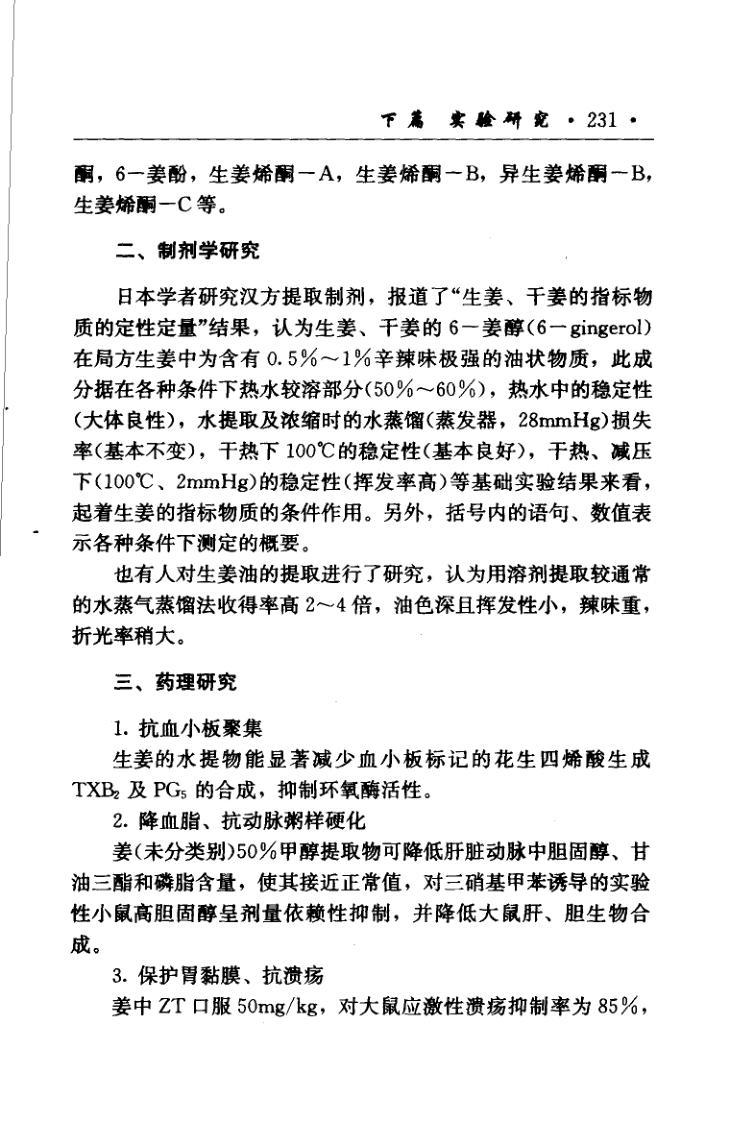 下篇 实验研究·231·
酮，6－姜酚，生姜烯酮－A，生姜烯酮－B，异生姜烯酮－B，
生姜烯酮－C等。
二、制剂学研究
日本学者研究汉方提取制剂，报道了“生姜、干姜的指标物
质的定性定量”结果，认为生姜、干姜的6－姜醇(6－gingerol)
在局方生姜中为含有0.5%～1%辛辣味极强的油状物质，此成
分据在各种条件下热水较溶部分(50%～60%)，热水中的稳定性
(大体良性)，水提取及浓缩时的水蒸馏(蒸发器，28mmHg)损失
率(基本不变)，干热下100℃的稳定性(基本良好)，干热、减压
下(100℃、2mmHg)的稳定性(挥发率高)等基础实验结果来看，
起着生姜的指标物质的条件作用。另外，括号内的语句、数值表
示各种条件下测定的概要。
也有人对生姜油的提取进行了研究，认为用溶剂提取较通常
的水蒸气蒸馏法收得率高2～4倍，油色深且挥发性小，辣味重，
折光率稍大。
三、药理研究
1. 抗血小板聚集
生姜的水提物能显著减少血小板标记的花生四烯酸生成
TXB₂及PG₅的合成，抑制环氧酶活性。
2. 降血脂、抗动脉粥样硬化
姜(未分类别)50%甲醇提取物可降低肝脏动脉中胆固醇、甘
油三酯和磷脂含量，使其接近正常值，对三硝基甲苯诱导的实验
性小鼠高胆固醇呈剂量依赖性抑制，并降低大鼠肝、胆生物合
成。
3. 保护胃黏膜、抗溃疡
姜中ZT口服50mg/kg，对大鼠应激性溃疡抑制率为85%，